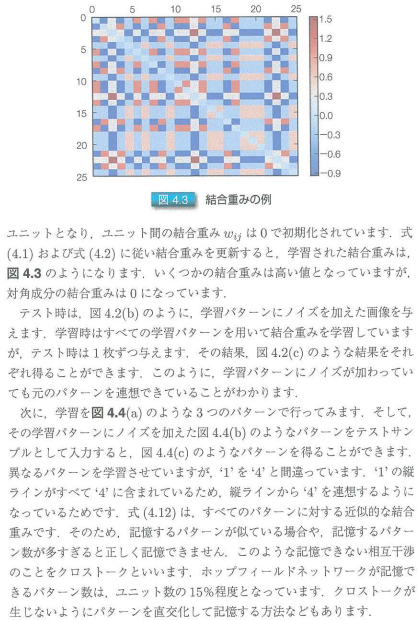 0 5 10 15 20 25
0
5
10
15
20
25
1.5
1.2
0.9
0.6
0.3
0.0
−0.3
−0.6
−0.9
図 4.3 結合重みの例
ユニットとなり，ユニット間の結合重み wij は 0 で初期化されています．式
(4.1) および式 (4.2) に従い結合重みを更新すると，学習された結合重みは，
図 4.3 のようになります．いくつかの結合重みは高い値となっていますが，
対角成分の結合重みは 0 になっています．
テスト時は，図 4.2(b) のように，学習パターンにノイズを加えた画像を与
えます．学習時はすべての学習パターンを用いて結合重みを学習しています
が，テスト時は 1 枚ずつ与えます．その結果，図 4.2(c) のような結果をそれ
ぞれ得ることができます．このように，学習パターンにノイズが加わってい
ても元のパターンを連想できていることがわかります．
次に，学習を図 4.4(a) のような 3 つのパターンで行ってみます．そして，
その学習パターンにノイズを加えた図 4.4(b) のようなパターンをテストサン
プルとして入力すると，図 4.4(c) のようなパターンを得ることができます．
異なるパターンを学習させていますが，'1' を '4' と間違っています．'1' の縦
ラインがすべて '4' に含まれているため，縦ラインから '4' を連想するように
なっているためです．式 (4.12) は，すべてのパターンに対する近似的な結合
重みです．そのため，記憶するパターンが似ている場合や，記憶するパター
ン数が多すぎると正しく記憶できません．このような記憶できない相互干渉
のことをクロストークといいます．ホップフィールドネットワークが記憶で
きるパターン数は，ユニット数の 15%程度となっています．クロストークが
生じないようにパターンを直交化して記憶する方法などもあります．